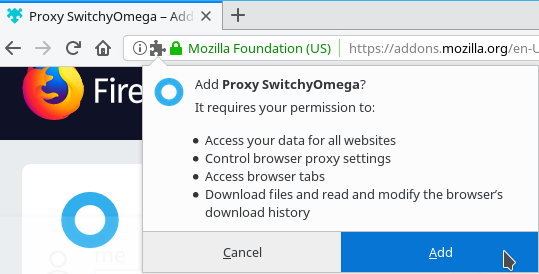 Proxy SwitchyOmega – Add
Mozilla Foundation (US) https://addons.mozilla.org/en-U
Fire
Add Proxy SwitchyOmega?
It requires your permission to:
• Access your data for all websites
• Control browser proxy settings
• Access browser tabs
• Download files and read and modify the browser’s
download history
me
Cancel Add